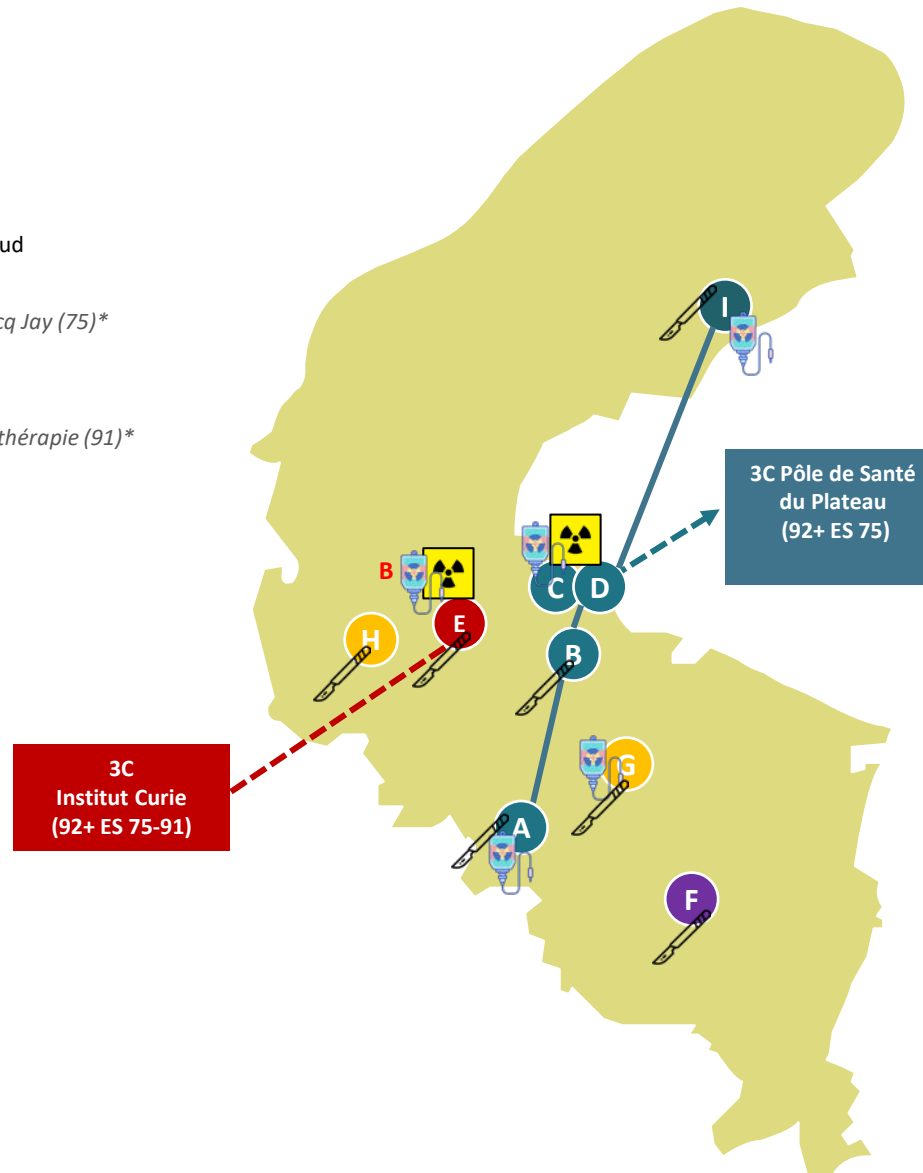 ud
cq Jay (75)*
thérapie (91)*
I
3C Pôle de Santé
du Plateau
(92+ ES 75)
B
C
D
E
H
B
G
3C
Institut Curie
(92+ ES 75-91)
A
F